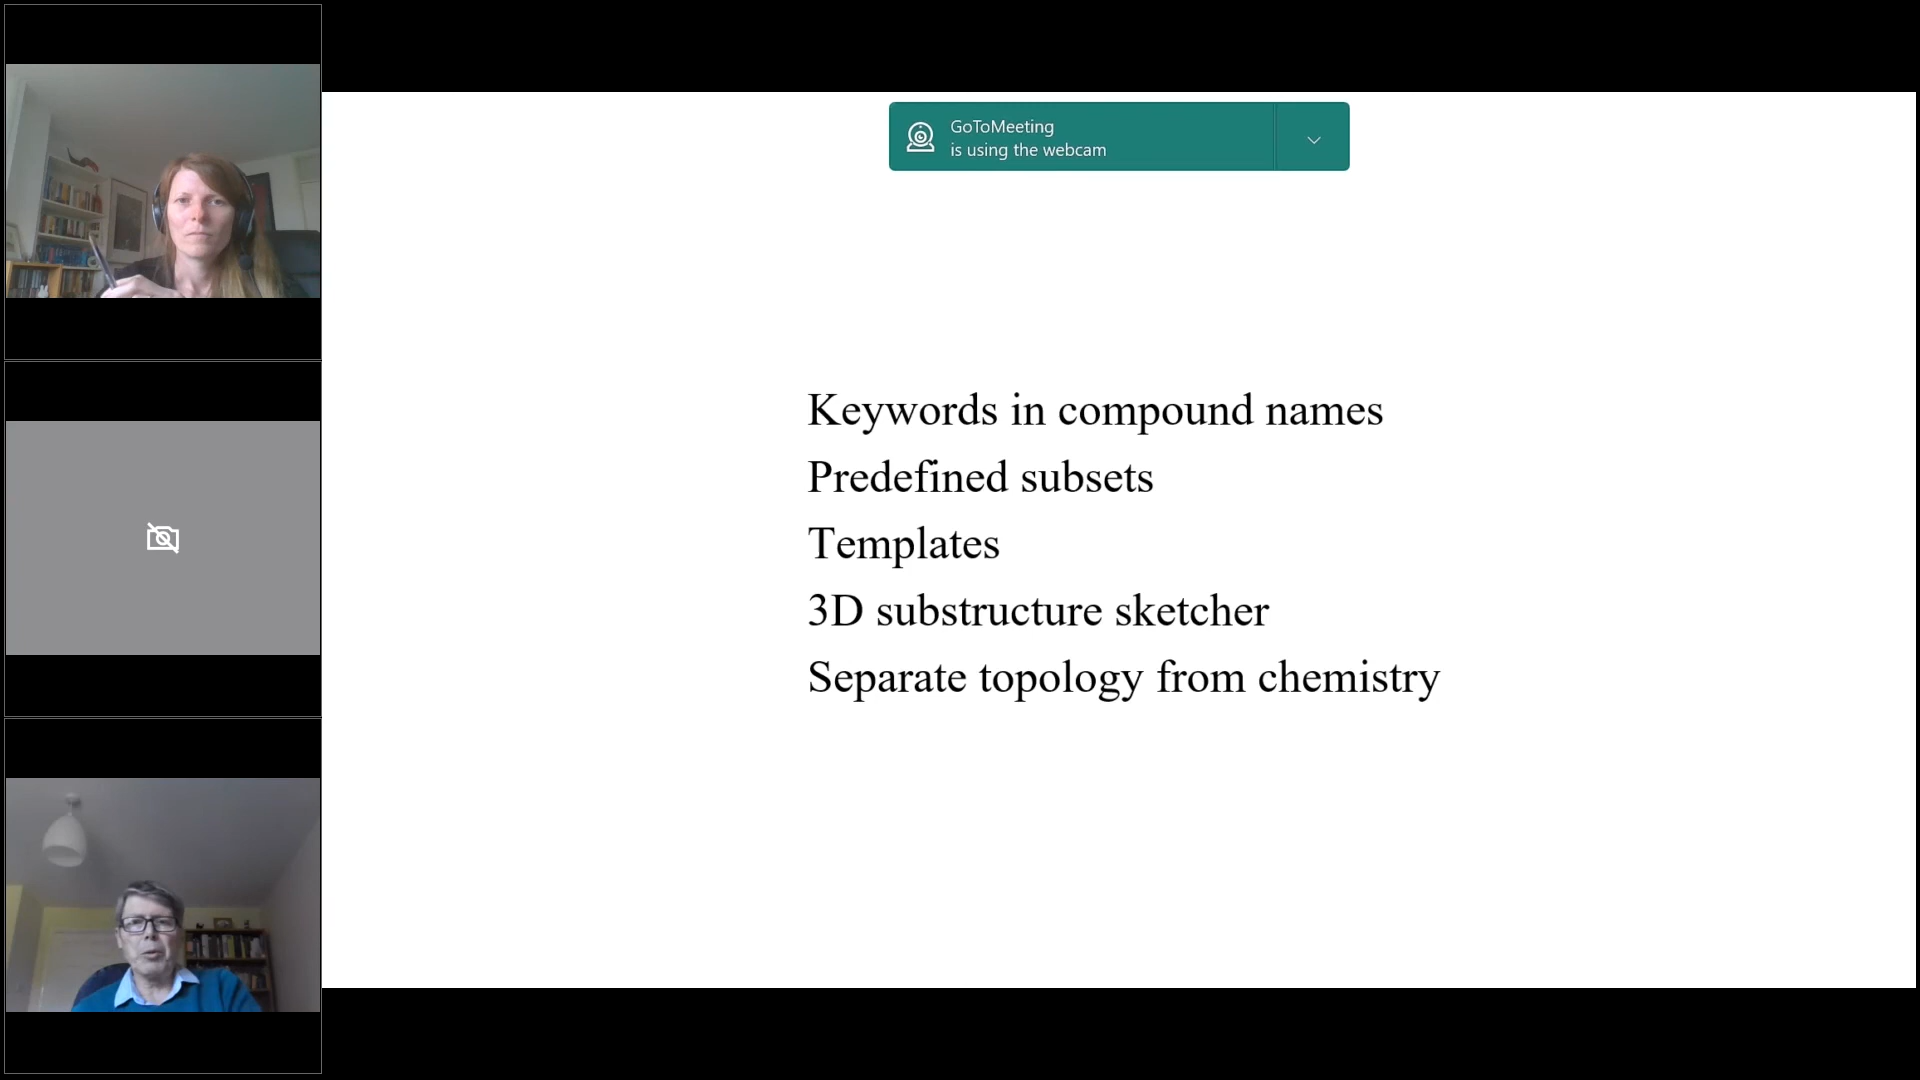 GoToMeeting
is using the webcam
Keywords in compound names
Predefined subsets
Templates
3D substructure sketcher
Separate topology from chemistry